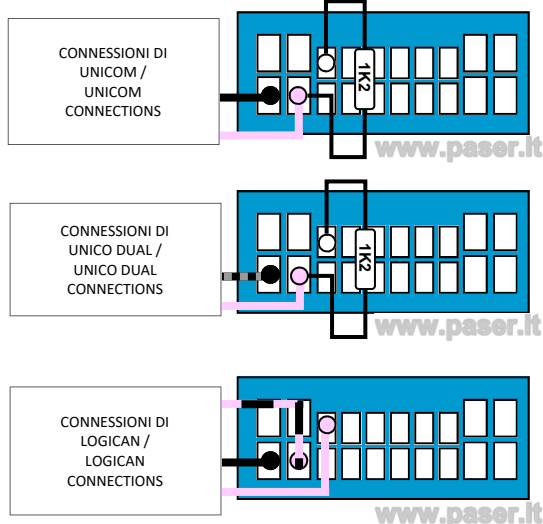 CONNESSIONI DI
UNICOM /
UNICOM
CONNECTIONS
1K2
www.paser.it
CONNESSIONI DI
UNICO DUAL /
UNICO DUAL
CONNECTIONS
1K2
www.paser.it
CONNESSIONI DI
LOGICAN /
LOGICAN
CONNECTIONS
www.paser.it